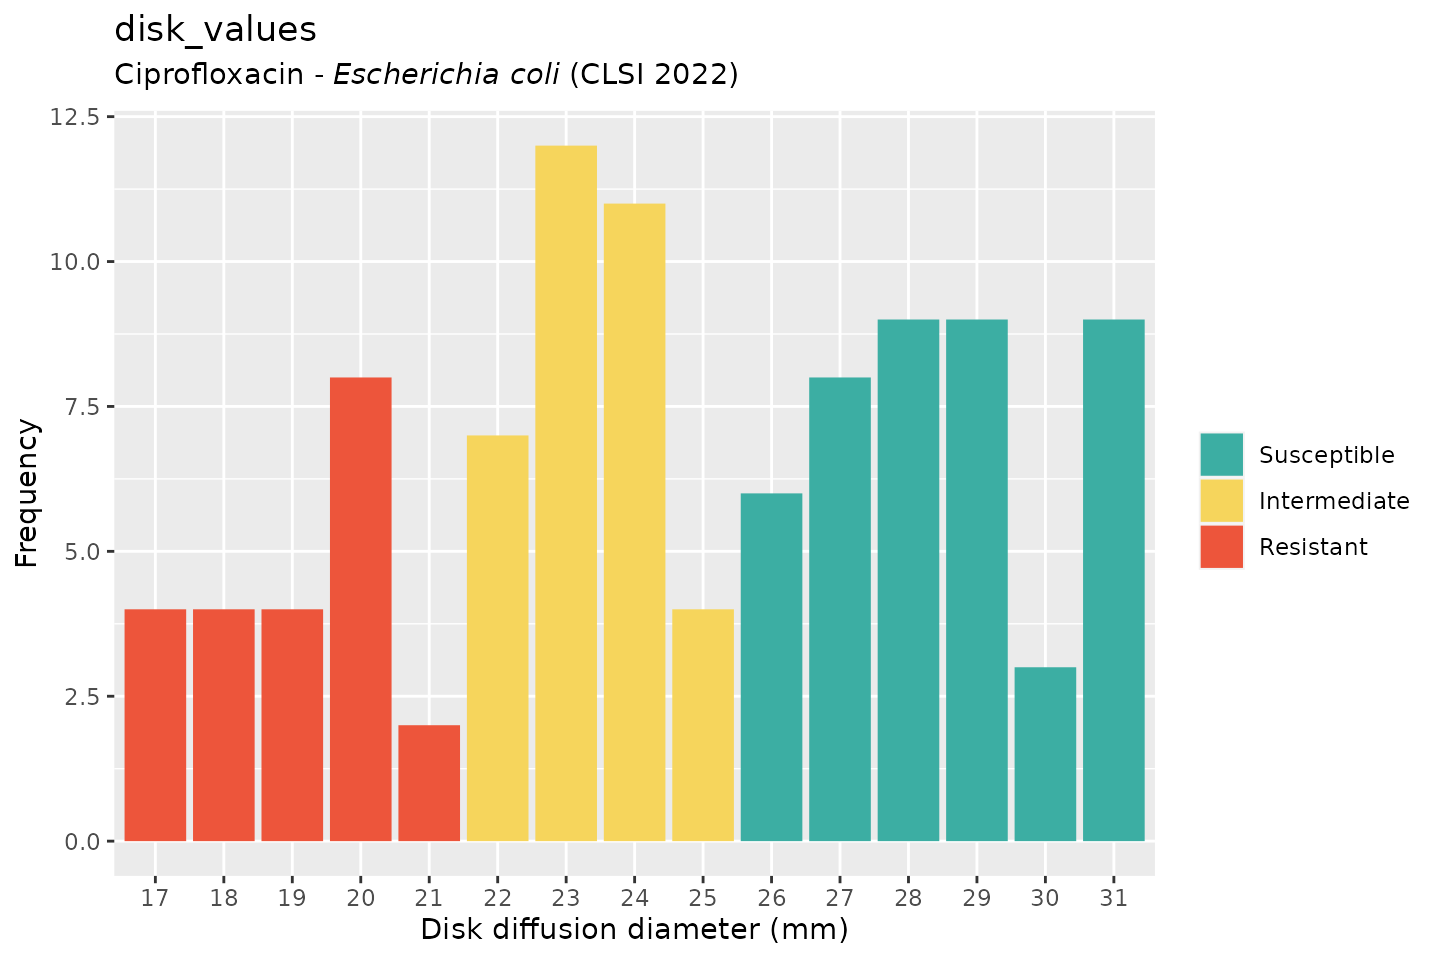 disk_values
Ciprofloxacin - Escherichia coli (CLSI 2022)
12.5
10.0
7.5
5.0
2.5
0.0
Frequency
17 18 19 20 21 22 23 24 25 26 27 28 29 30 31
Disk diffusion diameter (mm)
Susceptible
Intermediate
Resistant